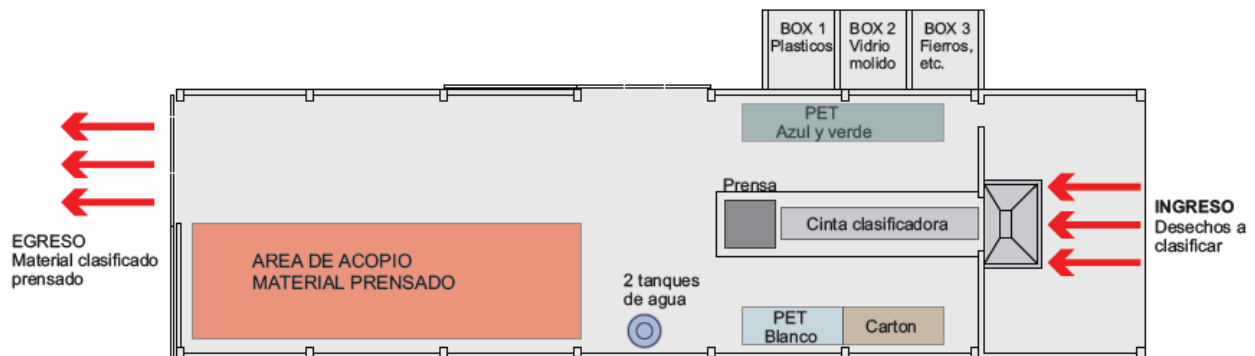 BOX 1
Plasticos
BOX 2
Vidrio
molido
BOX 3
Fierros,
etc.
PET
Azul y verde
Prensa
Cinta clasificadora
INGRESO
Desechos a
clasificar
EGRESO
Material clasificado
prensado
AREA DE ACOPIO
MATERIAL PRENSADO
2 tanques
de agua
PET
Blanco
Carton